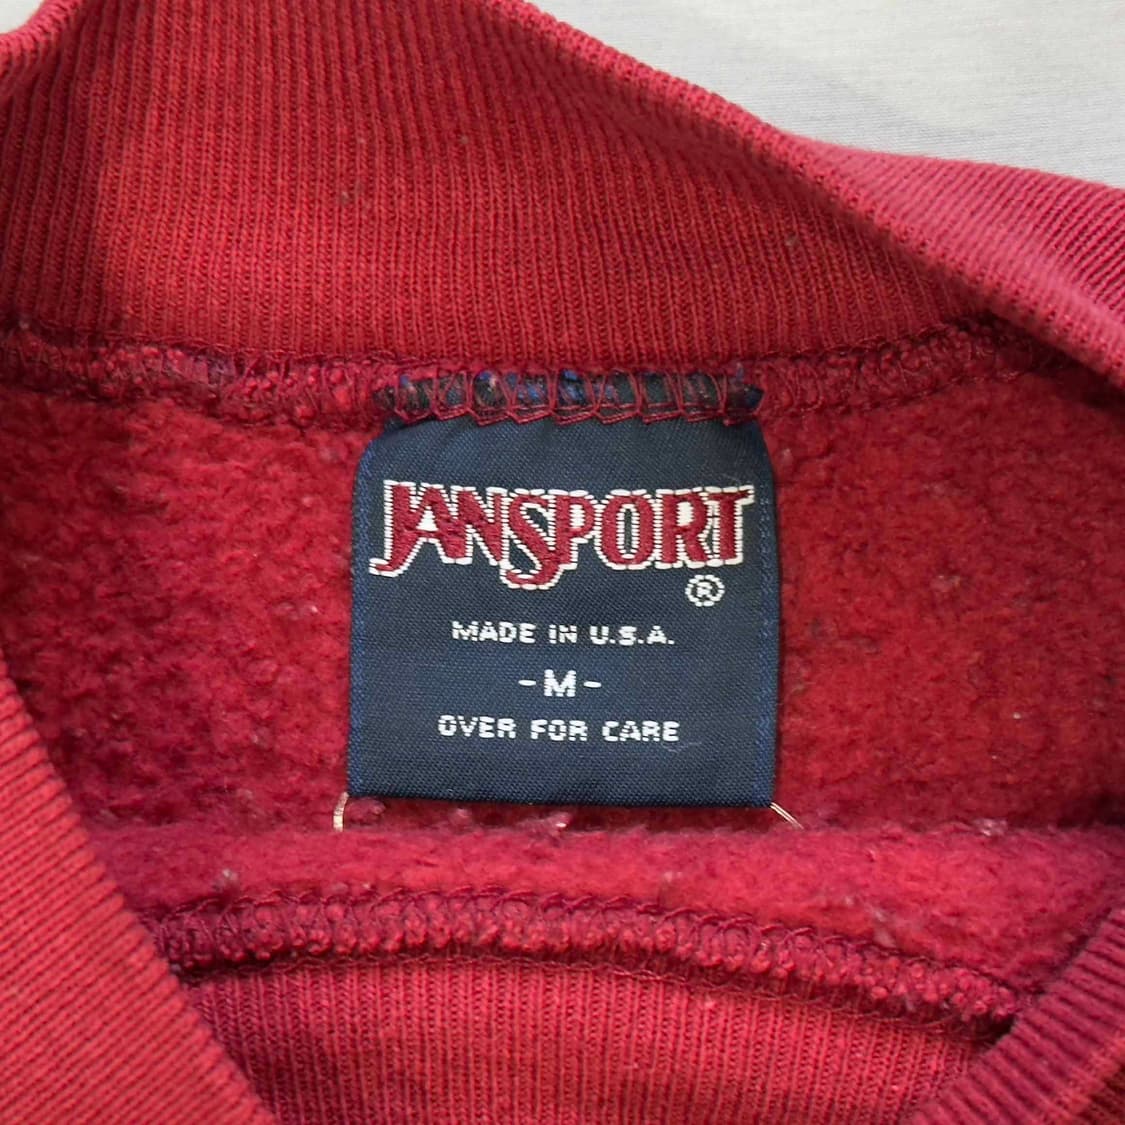 JANSPORT
®
MADE IN U.S.A.
-M-
OVER FOR CARE